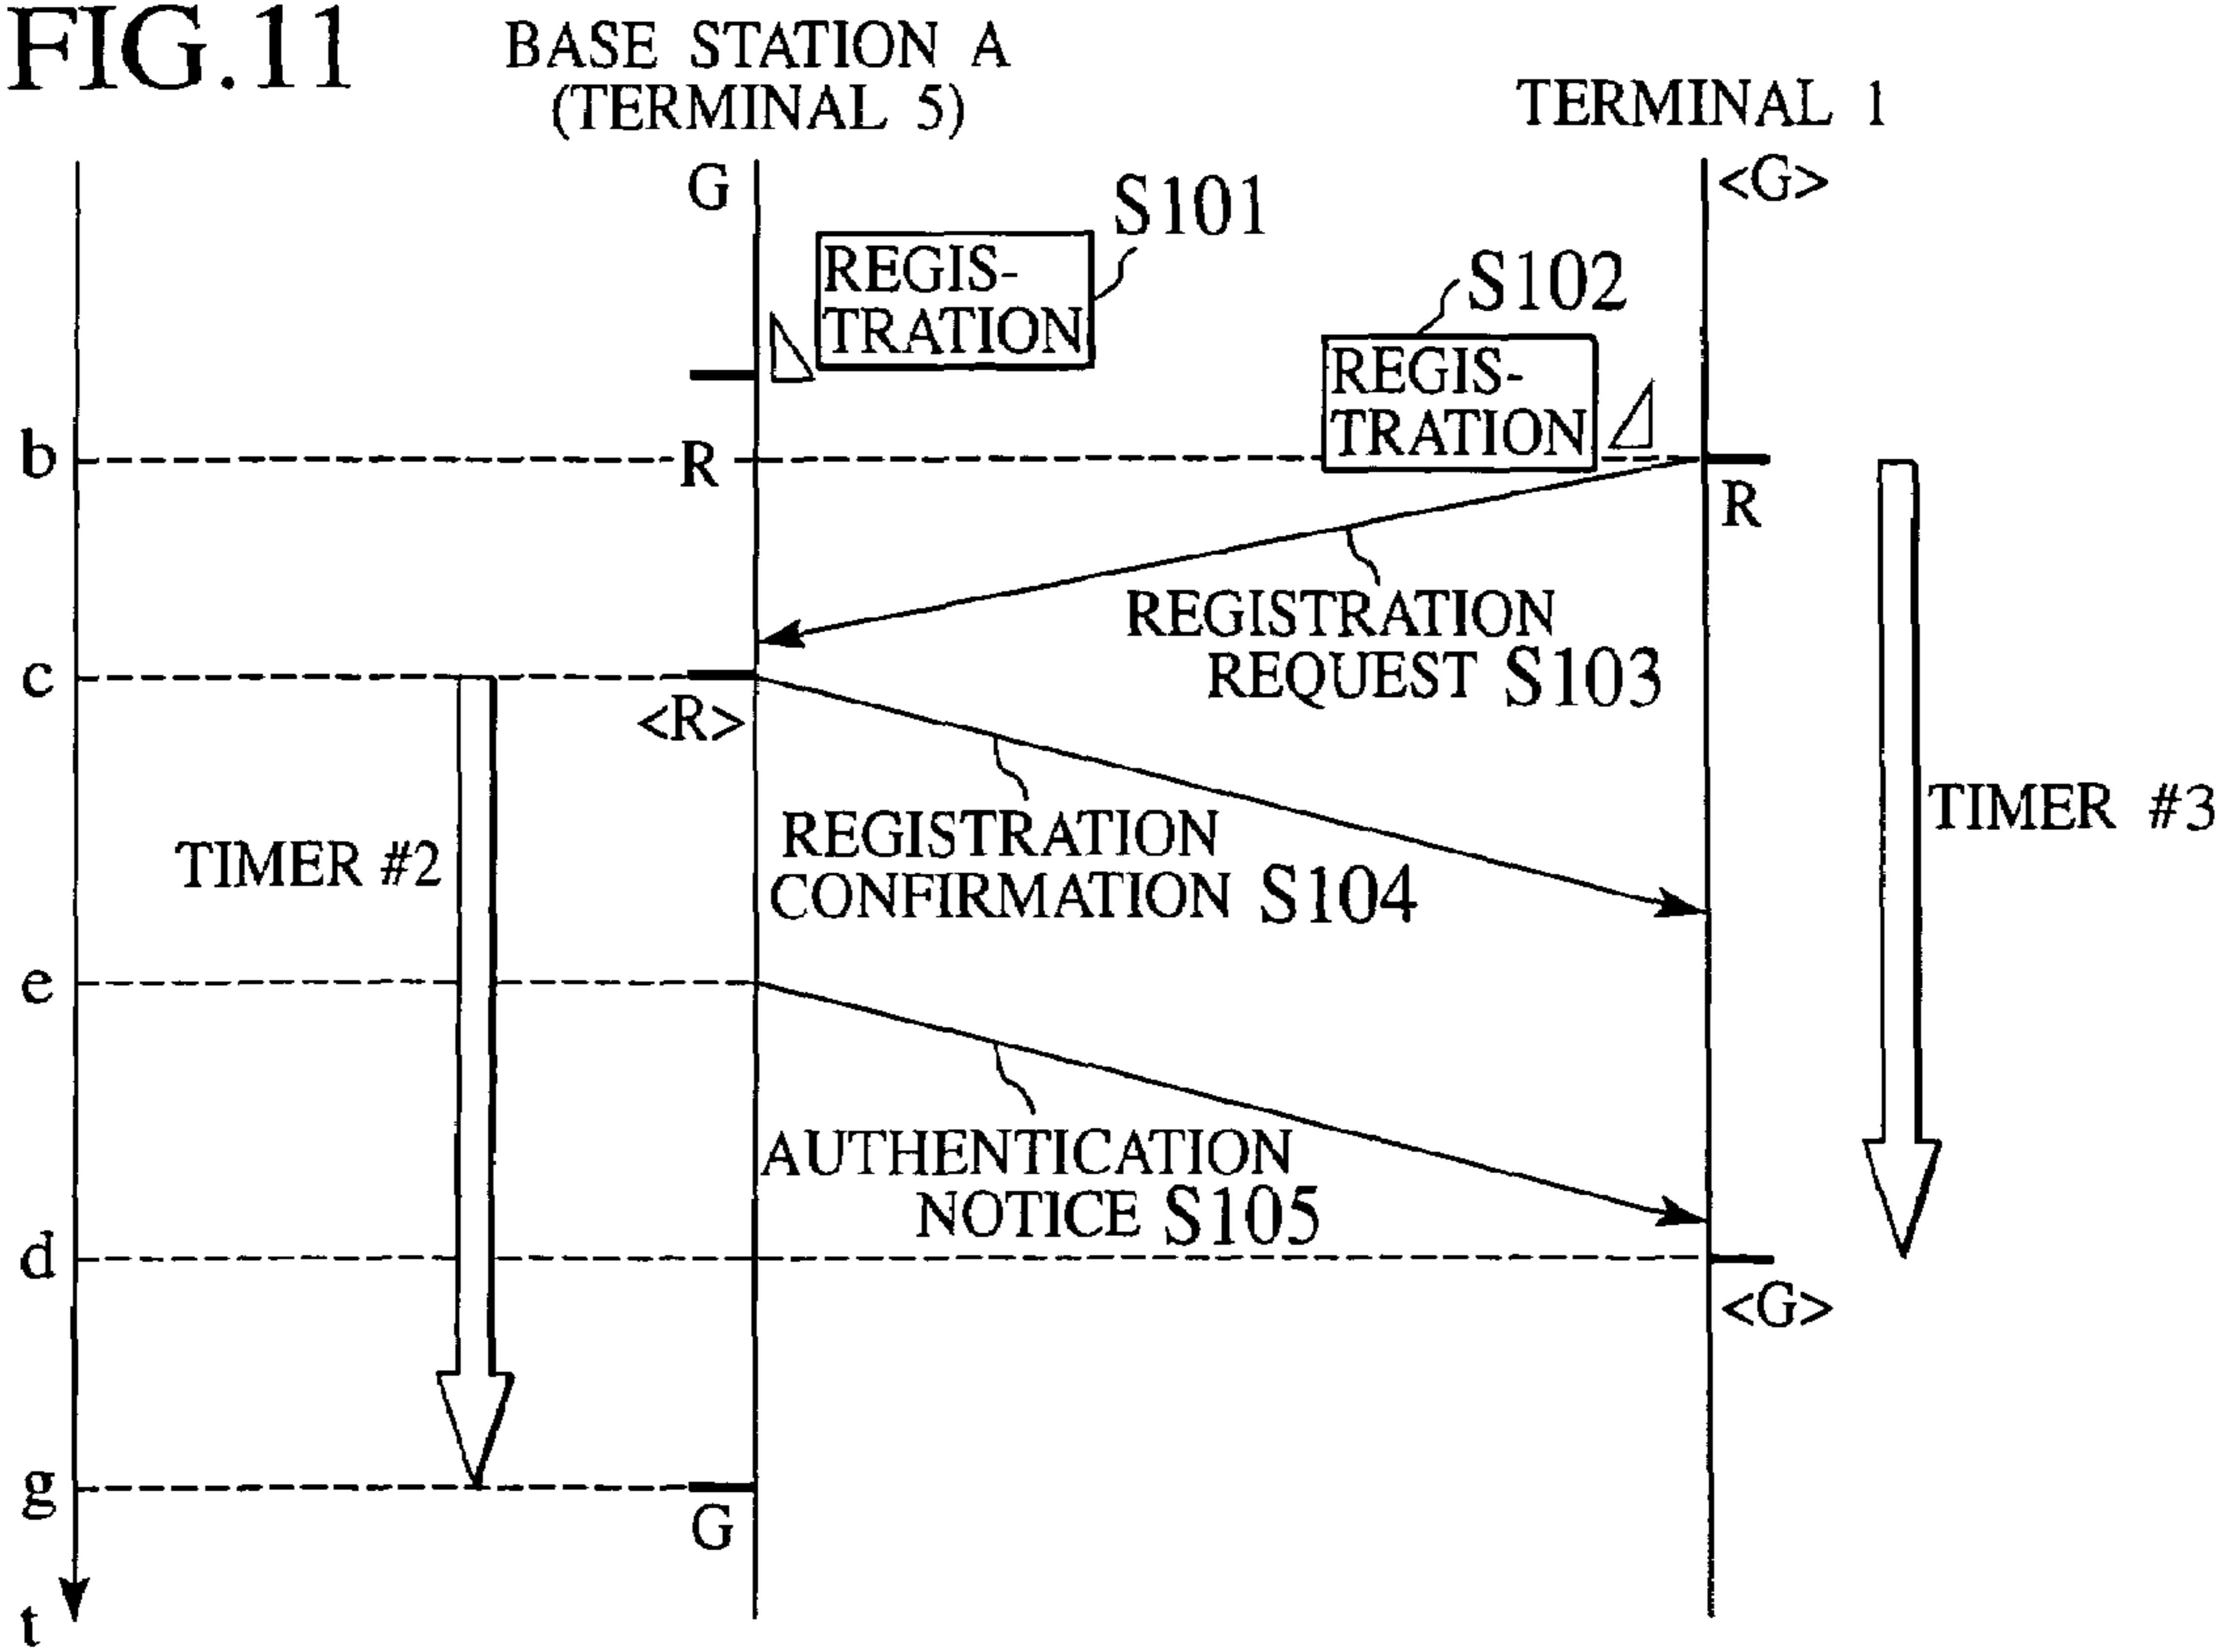 FIG.11
BASE STATION A
(TERMINAL 5)
TERMINAL 1
G
<G>
S101
REGIS-
TRATION
S102
REGIS-
TRATION
b
R
R
REGISTRATION
REQUEST S103
c
<R>
TIMER #3
REGISTRATION
CONFIRMATION S104
TIMER #2
e
AUTHENTICATION
NOTICE S105
d
<G>
g
G
t